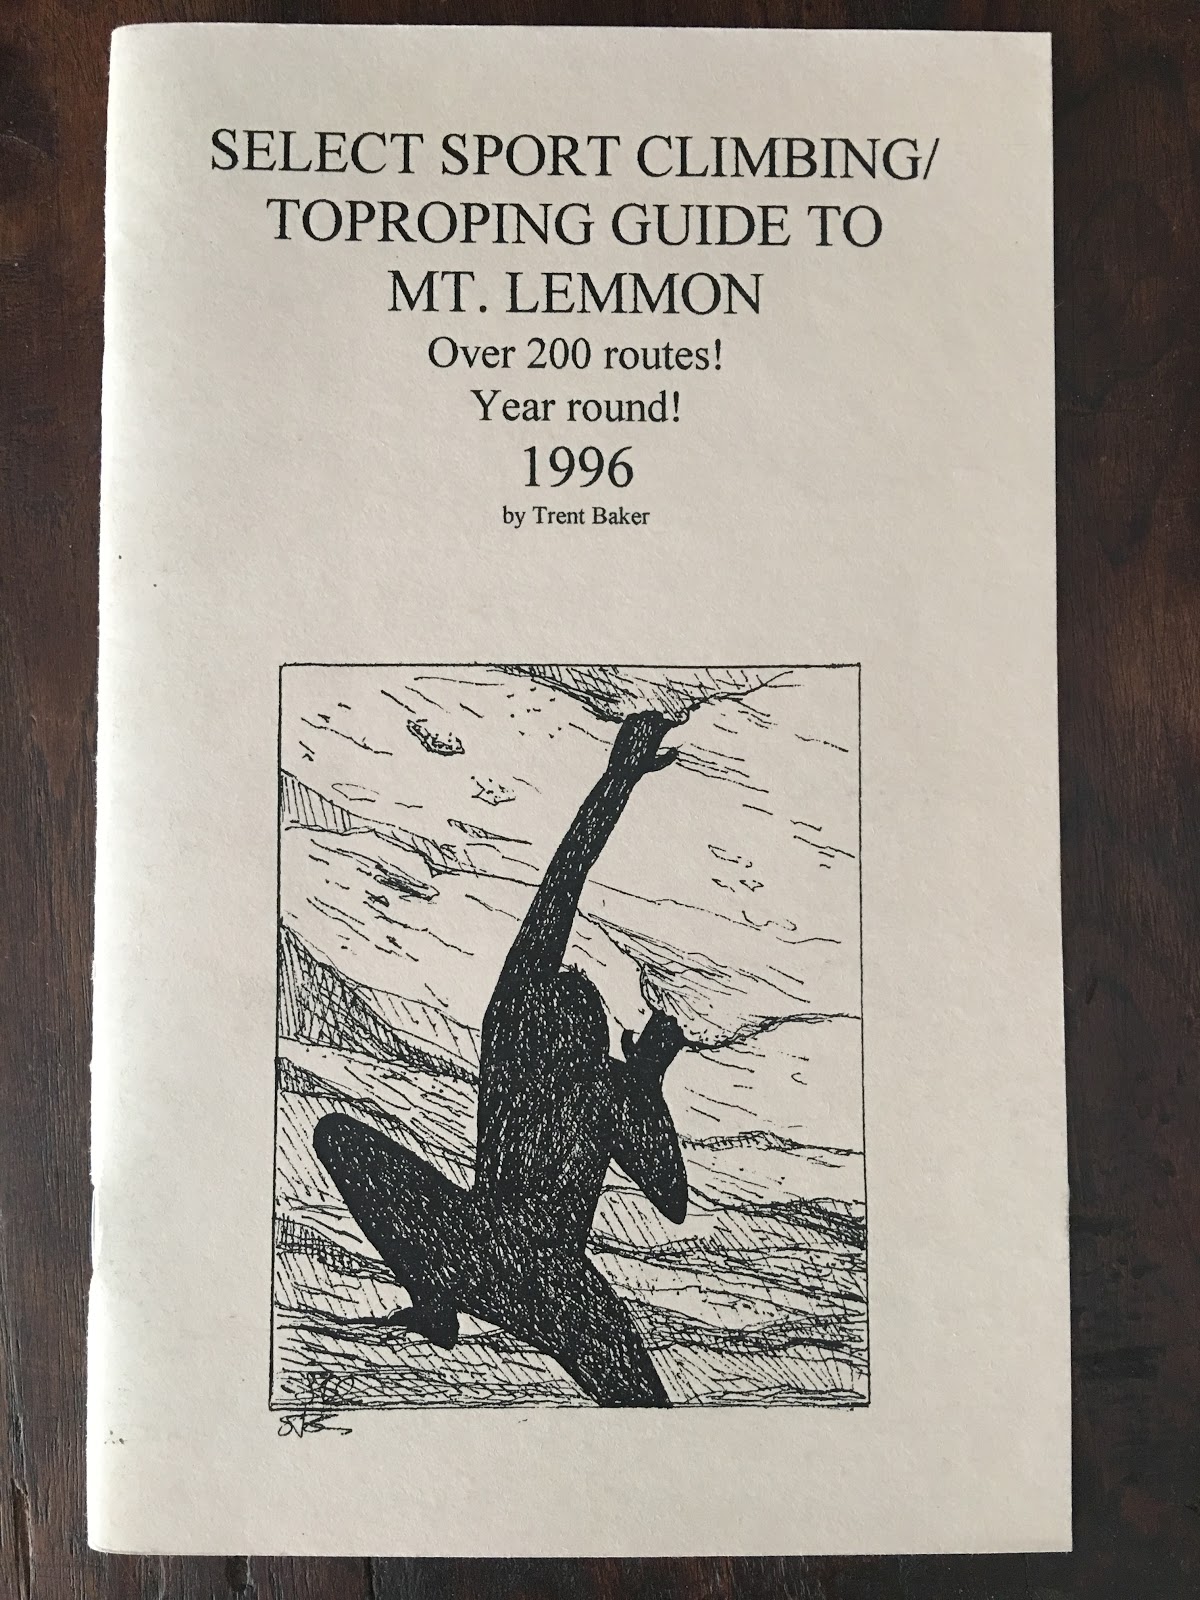 SELECT SPORT CLIMBING/
TOPROPING GUIDE TO
MT. LEMMON
Over 200 routes!
Year round!
1996
by Trent Baker